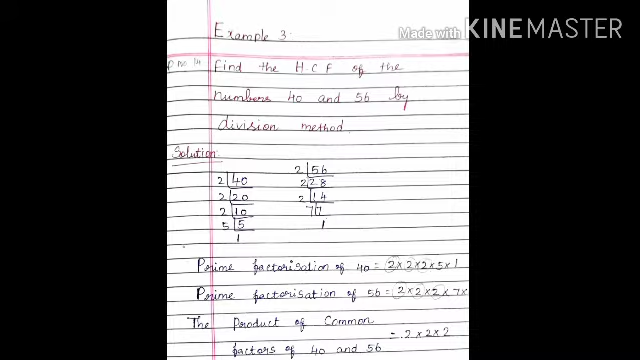 Made with KINEMASTER
Example 3.
Find the H C F of the
numbers 40 and 56 by
division method.
Solution
2 | 40
2 | 20
2 | 10
5 | 5
1
2 | 56
2 | 28
2 | 14
7 | 7
1
Prime factorisation of 40 = 2 × 2 × 2 × 5 × 1
Prime factorisation of 56 = 2 × 2 × 2 × 7 ×
The Product of Common
factors of 40 and 56 = 2 × 2 × 2